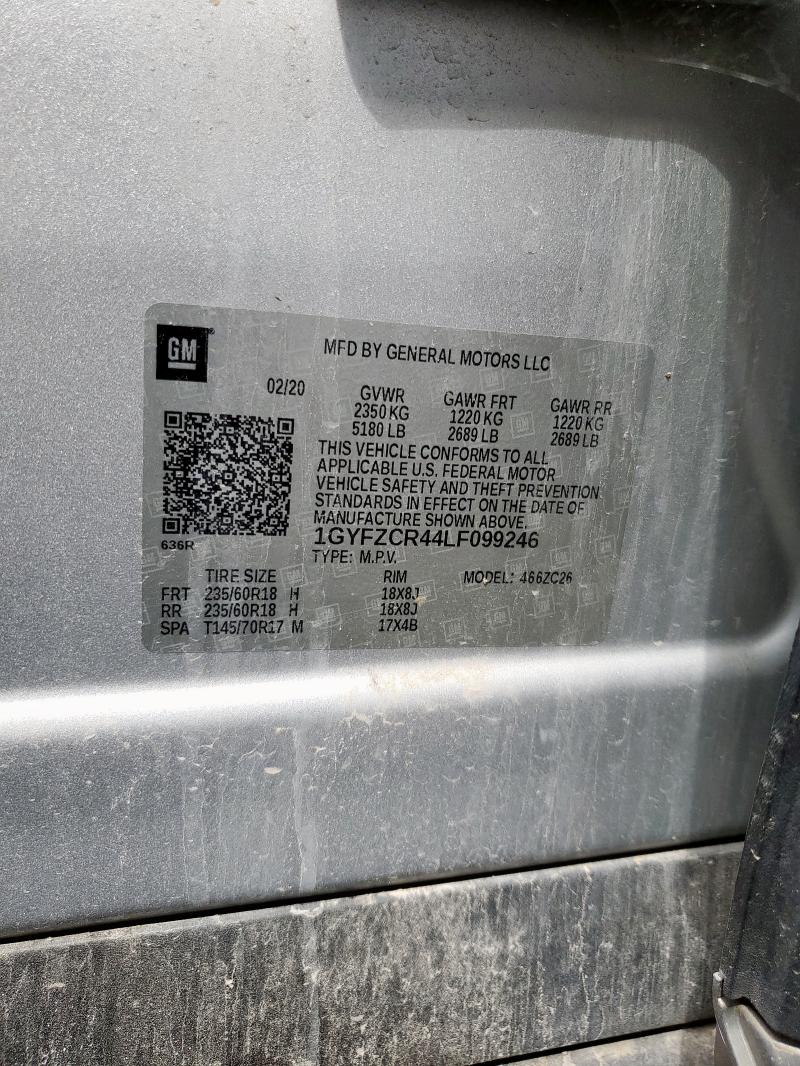 GM
MFD BY GENERAL MOTORS LLC
02/20
GVWR GAWR FRT GAWR RR
2350 KG 1220 KG 1220 KG
5180 LB 2689 LB 2689 LB
THIS VEHICLE CONFORMS TO ALL
APPLICABLE U.S. FEDERAL MOTOR
VEHICLE SAFETY AND THEFT PREVENTION
STANDARDS IN EFFECT ON THE DATE OF
MANUFACTURE SHOWN ABOVE.
636R
1GYFZCR44LF099246
TYPE: M.P.V.
TIRE SIZE RIM MODEL: 466ZC26
FRT 235/60R18 H 18X8J
RR 235/60R18 H 18X8J
SPA T145/70R17 M 17X4B